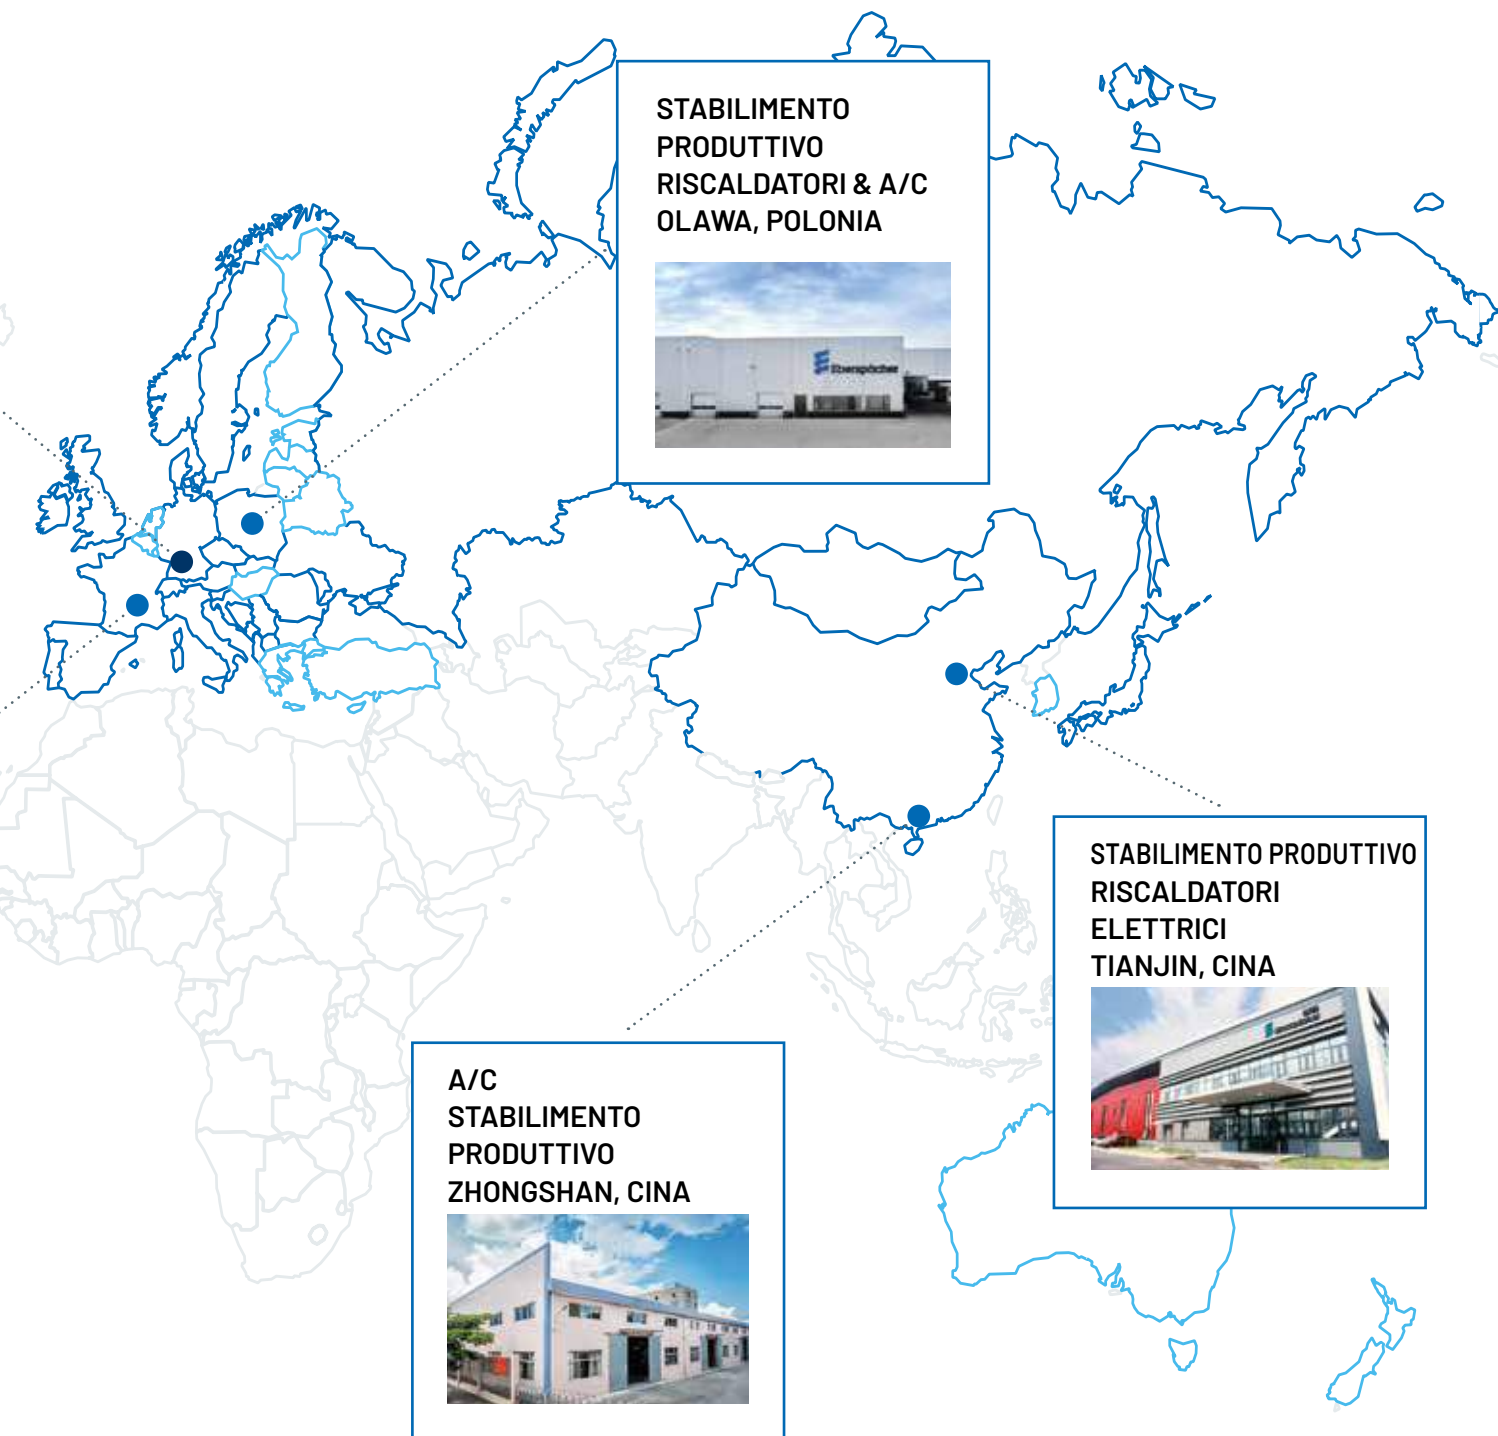 STABILIMENTO
PRODUTTIVO
RISCALDATORI & A/C
OLAWA, POLONIA
Eberspächer
STABILIMENTO PRODUTTIVO
RISCALDATORI
ELETTRICI
TIANJIN, CINA
A/C
STABILIMENTO
PRODUTTIVO
ZHONGSHAN, CINA